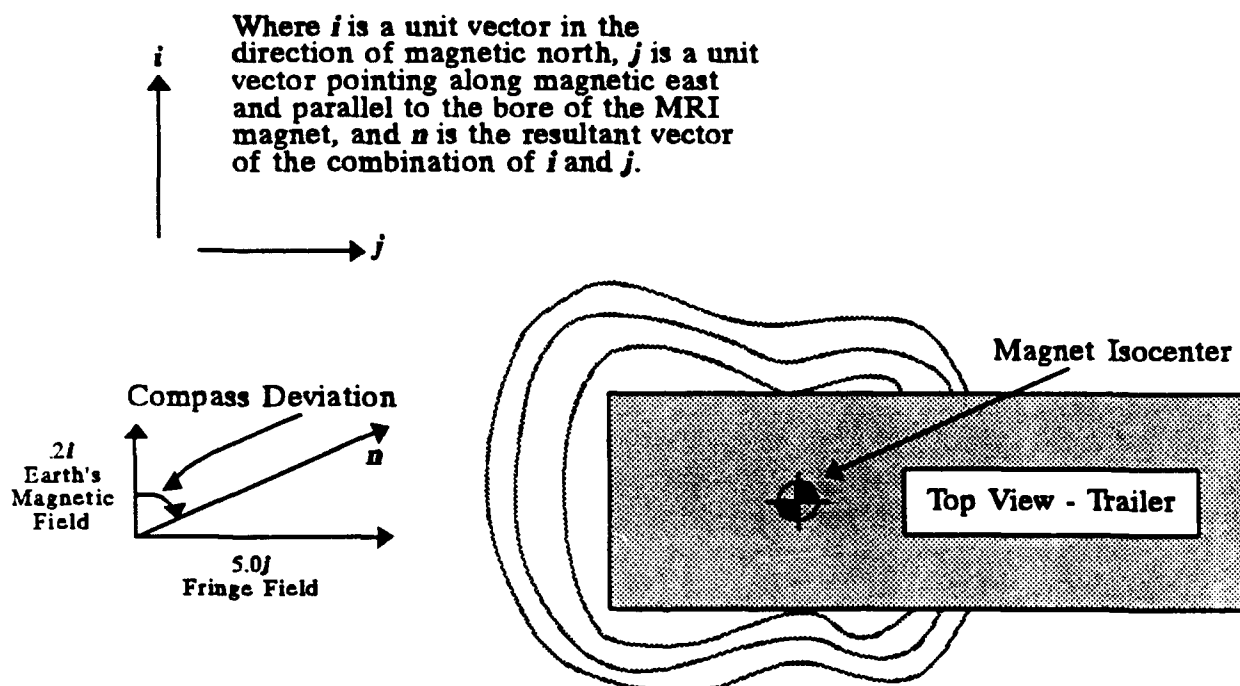 Where i is a unit vector in the
direction of magnetic north, j is a unit
vector pointing along magnetic east
and parallel to the bore of the MRI
magnet, and n is the resultant vector
of the combination of i and j.
i
j
Magnet Isocenter
Compass Deviation
.2i
Earth's
Magnetic
Field
n
5.0j
Fringe Field
Top View - Trailer